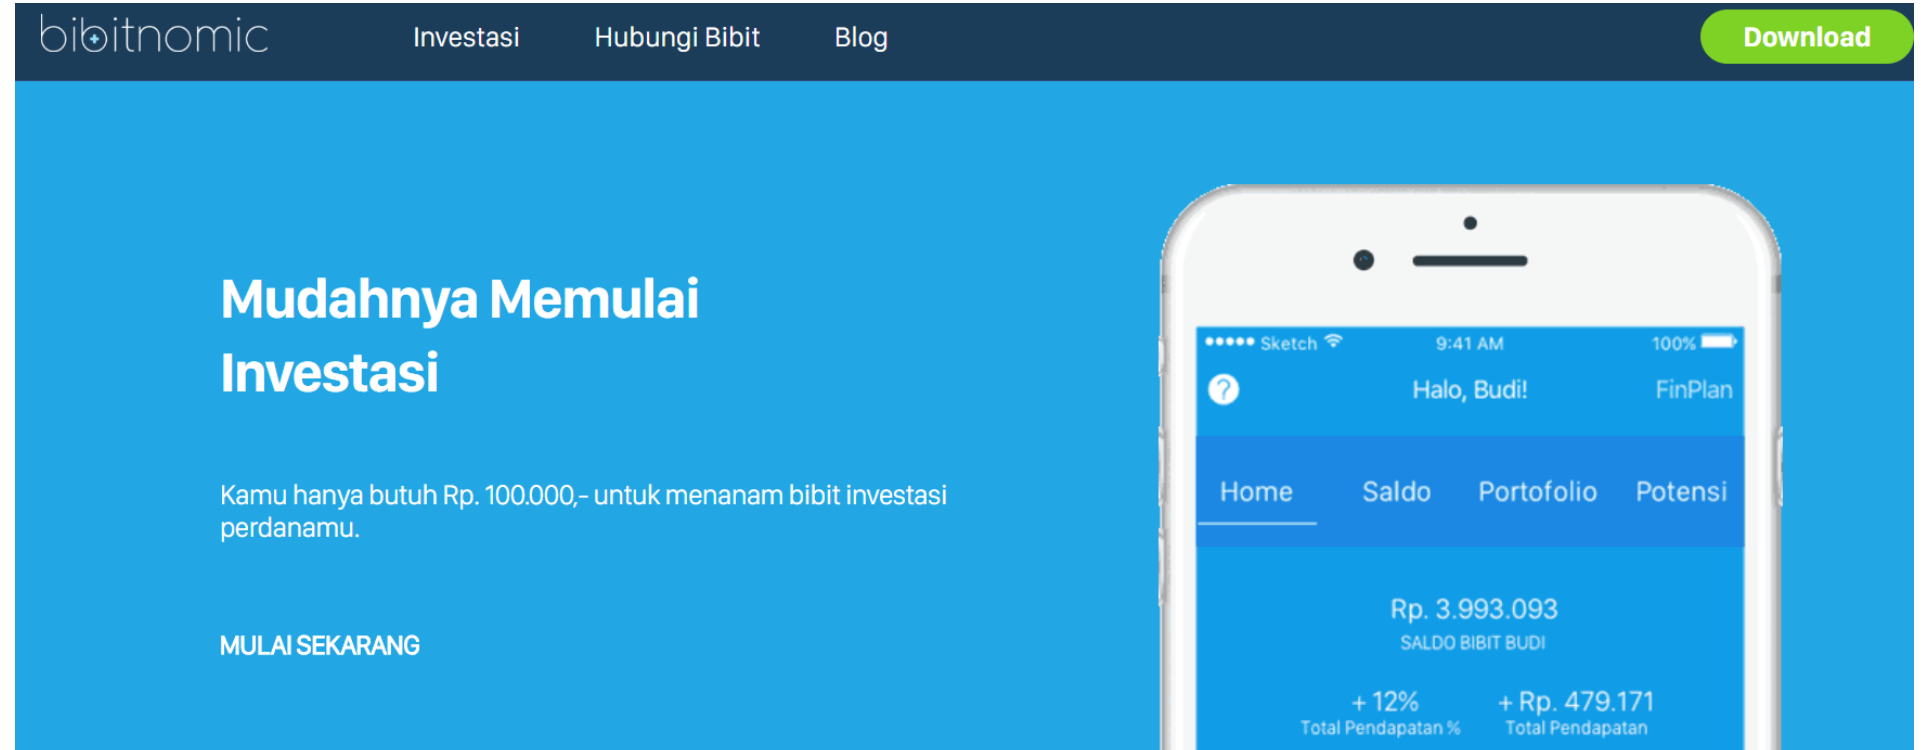 bibitnomic Investasi Hubungi Bibit Blog Download
Mudahnya Memulai
Investasi
Kamu hanya butuh Rp. 100.000,- untuk menanam bibit investasi
perdanamu.
MULAI SEKARANG
Sketch 9:41 AM 100%
? Halo, Budi! FinPlan
Home Saldo Portofolio Potensi
Rp. 3.993.093
SALDO BIBIT BUDI
+ 12% + Rp. 479.171
Total Pendapatan % Total Pendapatan